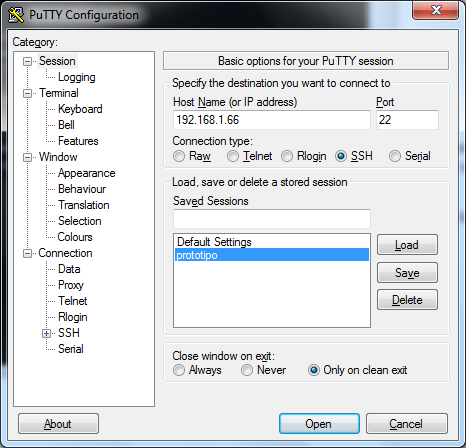 PuTTY Configuration
Category:
Session
Logging
Terminal
Keyboard
Bell
Features
Window
Appearance
Behaviour
Translation
Selection
Colours
Connection
Data
Proxy
Telnet
Rlogin
SSH
Serial
Basic options for your PuTTY session
Specify the destination you want to connect to
Host Name (or IP address) Port
192.168.1.66 22
Connection type:
Raw Telnet Rlogin SSH Serial
Load, save or delete a stored session
Saved Sessions
Default Settings
prototipo
Load
Save
Delete
Close window on exit:
Always Never Only on clean exit
About Open Cancel